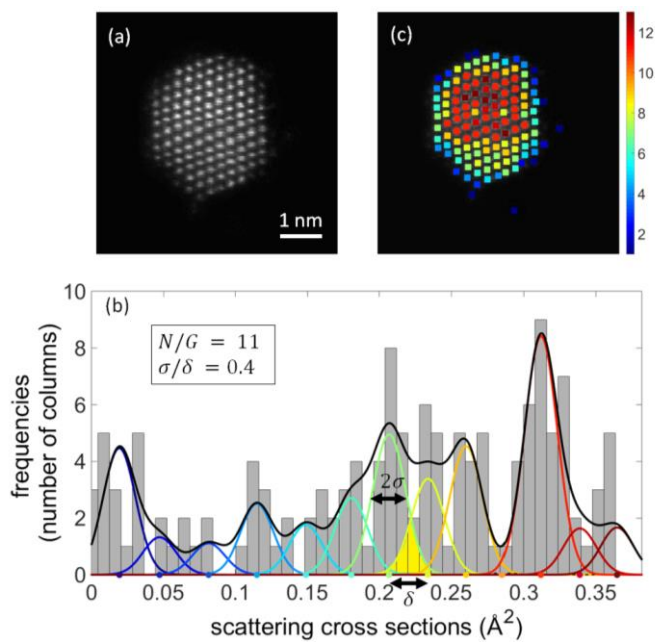 (a)
1 nm
(c)
12
10
8
6
4
2
(b)
N/G = 11
σ/δ = 0.4
2σ
δ
10
8
6
4
2
0
frequencies
(number of columns)
0 0.05 0.1 0.15 0.2 0.25 0.3 0.35
scattering cross sections (Å²)